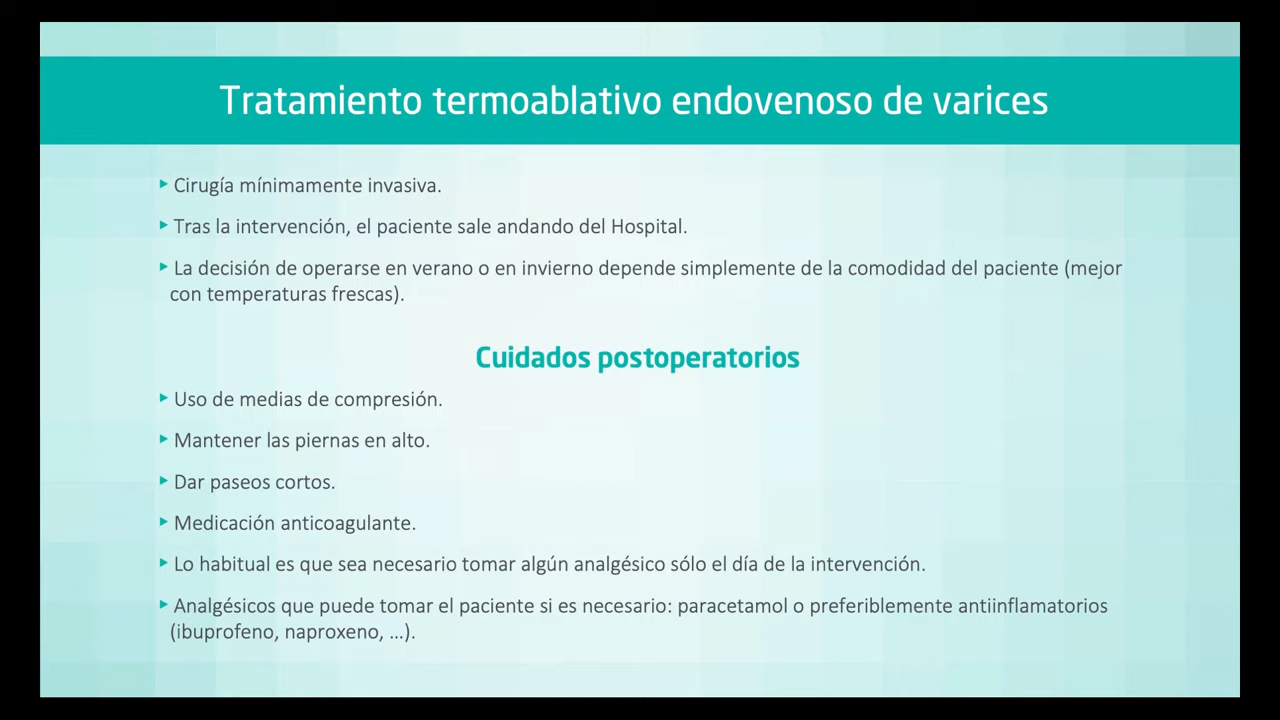 Tratamiento termoablativo endovenoso de varices
‣ Cirugía mínimamente invasiva.
‣ Tras la intervención, el paciente sale andando del Hospital.
‣ La decisión de operarse en verano o en invierno depende simplemente de la comodidad del paciente (mejor
con temperaturas frescas).
Cuidados postoperatorios
‣ Uso de medias de compresión.
‣ Mantener las piernas en alto.
‣ Dar paseos cortos.
‣ Medicación anticoagulante.
‣ Lo habitual es que sea necesario tomar algún analgésico sólo el día de la intervención.
‣ Analgésicos que puede tomar el paciente si es necesario: paracetamol o preferiblemente antiinflamatorios
(ibuprofeno, naproxeno, ...).